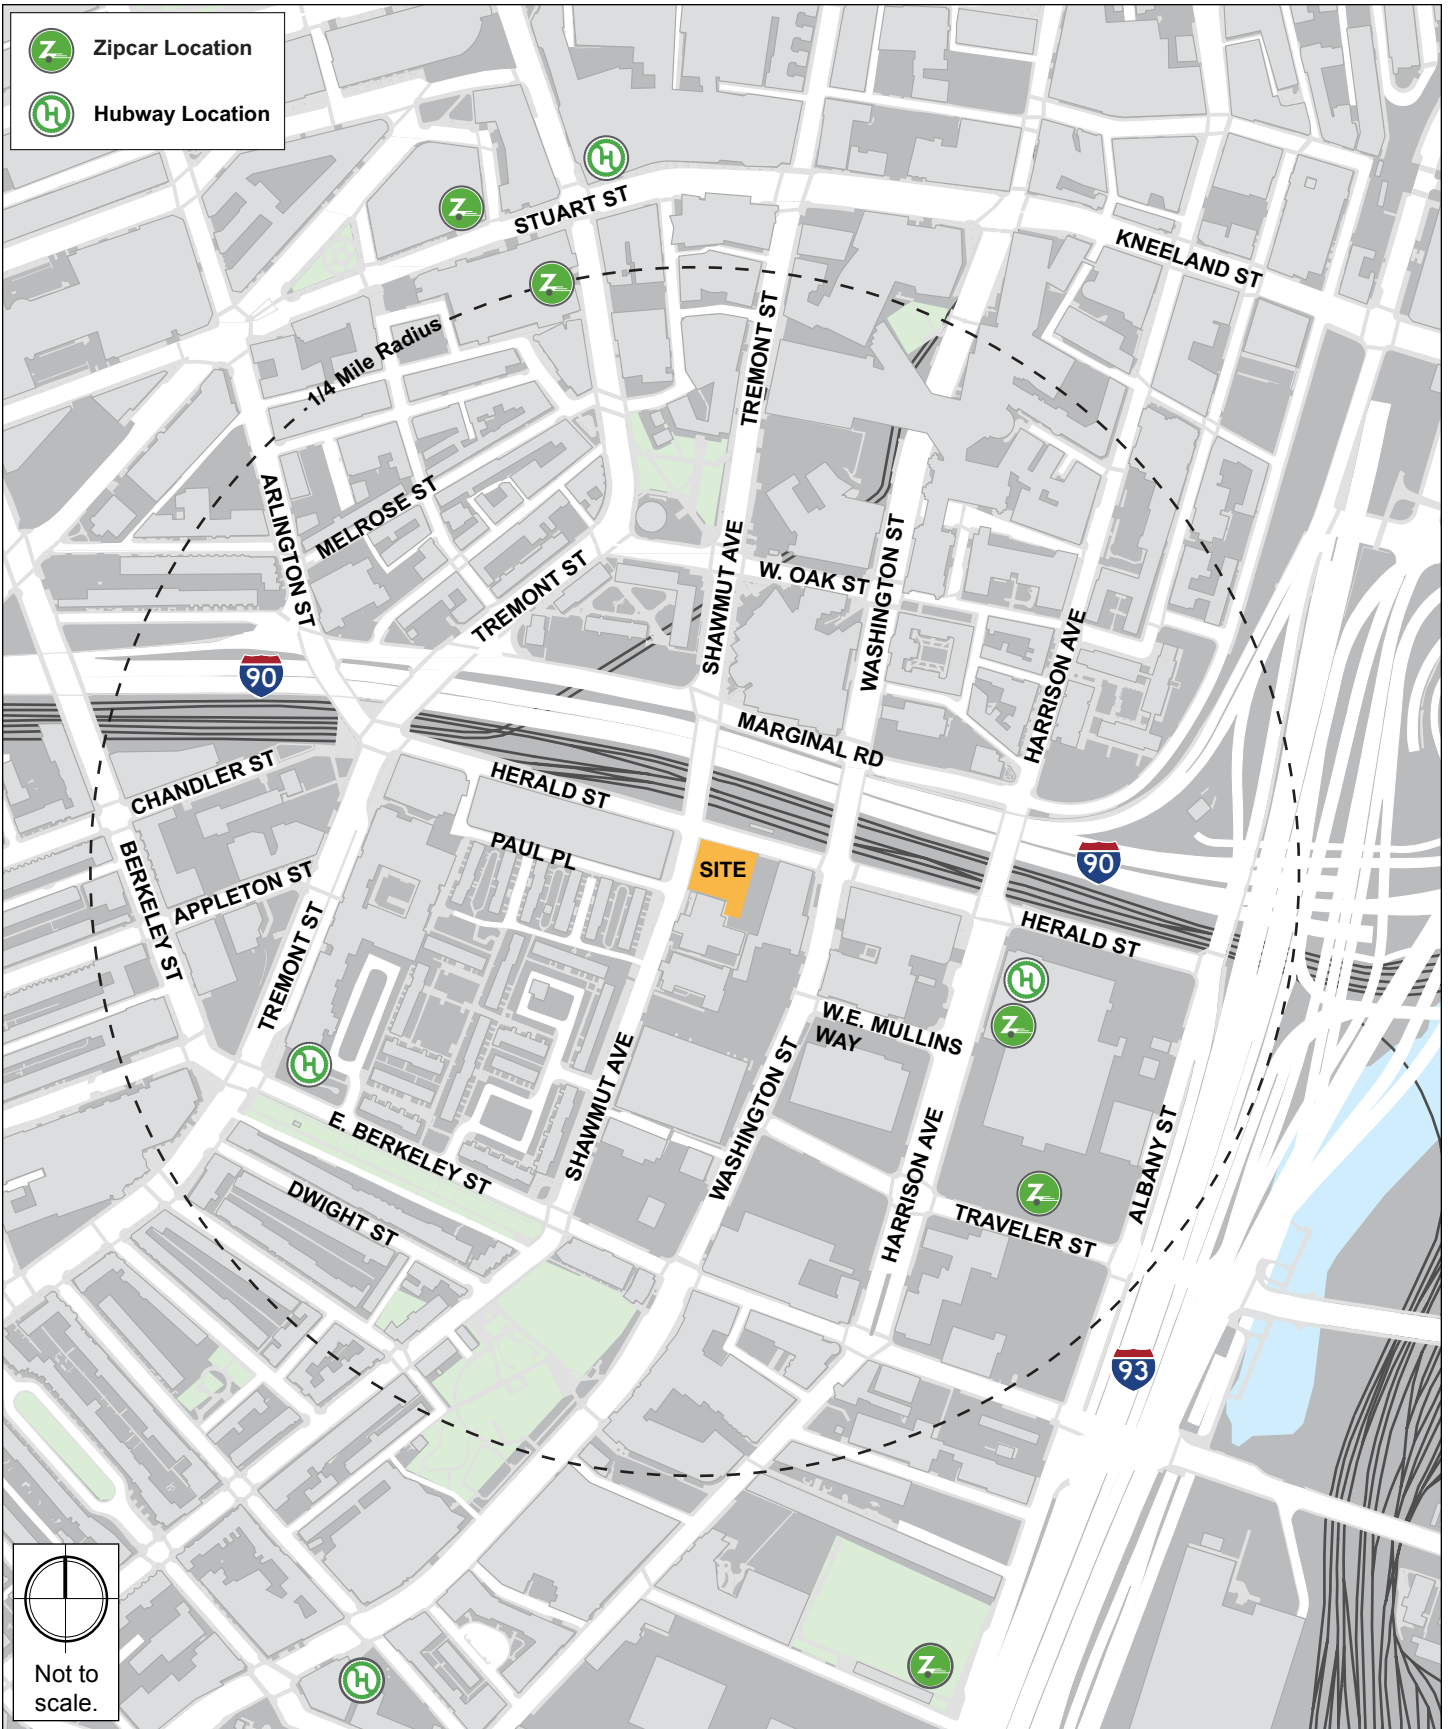 Zipcar Location
Hubway Location
STUART ST
KNEELAND ST
1/4 Mile Radius
TREMONT ST
ARLINGTON ST
MELROSE ST
TREMONT ST
SHAWMUT AVE
W. OAK ST
WASHINGTON ST
HARRISON AVE
90
MARGINAL RD
CHANDLER ST
HERALD ST
PAUL PL
SITE
90
BERKELEY ST
APPLETON ST
TREMONT ST
HERALD ST
W.E. MULLINS
WAY
SHAWMUT AVE
WASHINGTON ST
HARRISON AVE
ALBANY ST
E. BERKELEY ST
DWIGHT ST
TRAVELER ST
93
Not to
scale.